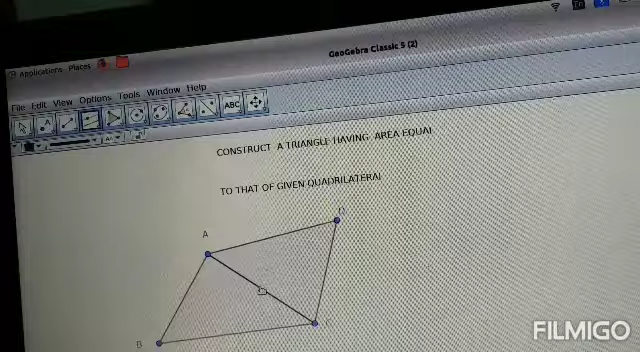 GeoGebra Classic 5 (2)
Applications Places
File Edit View Options Tools Window Help
ABC
CONSTRUCT A TRIANGLE HAVING AREA EQUAL
TO THAT OF GIVEN QUADRILATERAL
D
A
C
B
FILMIGO